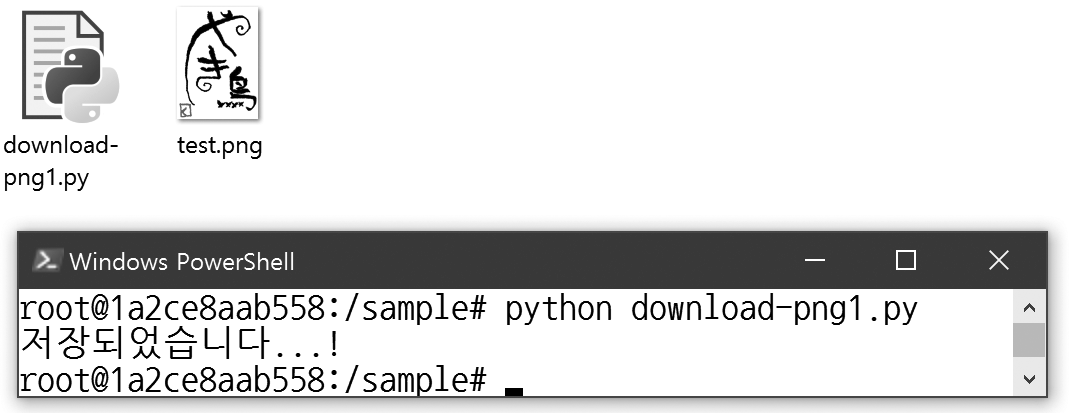 download-
png1.py
test.png
Windows PowerShell
root@1a2ce8aab558:/sample# python download-png1.py
저장되었습니다...!
root@1a2ce8aab558:/sample#